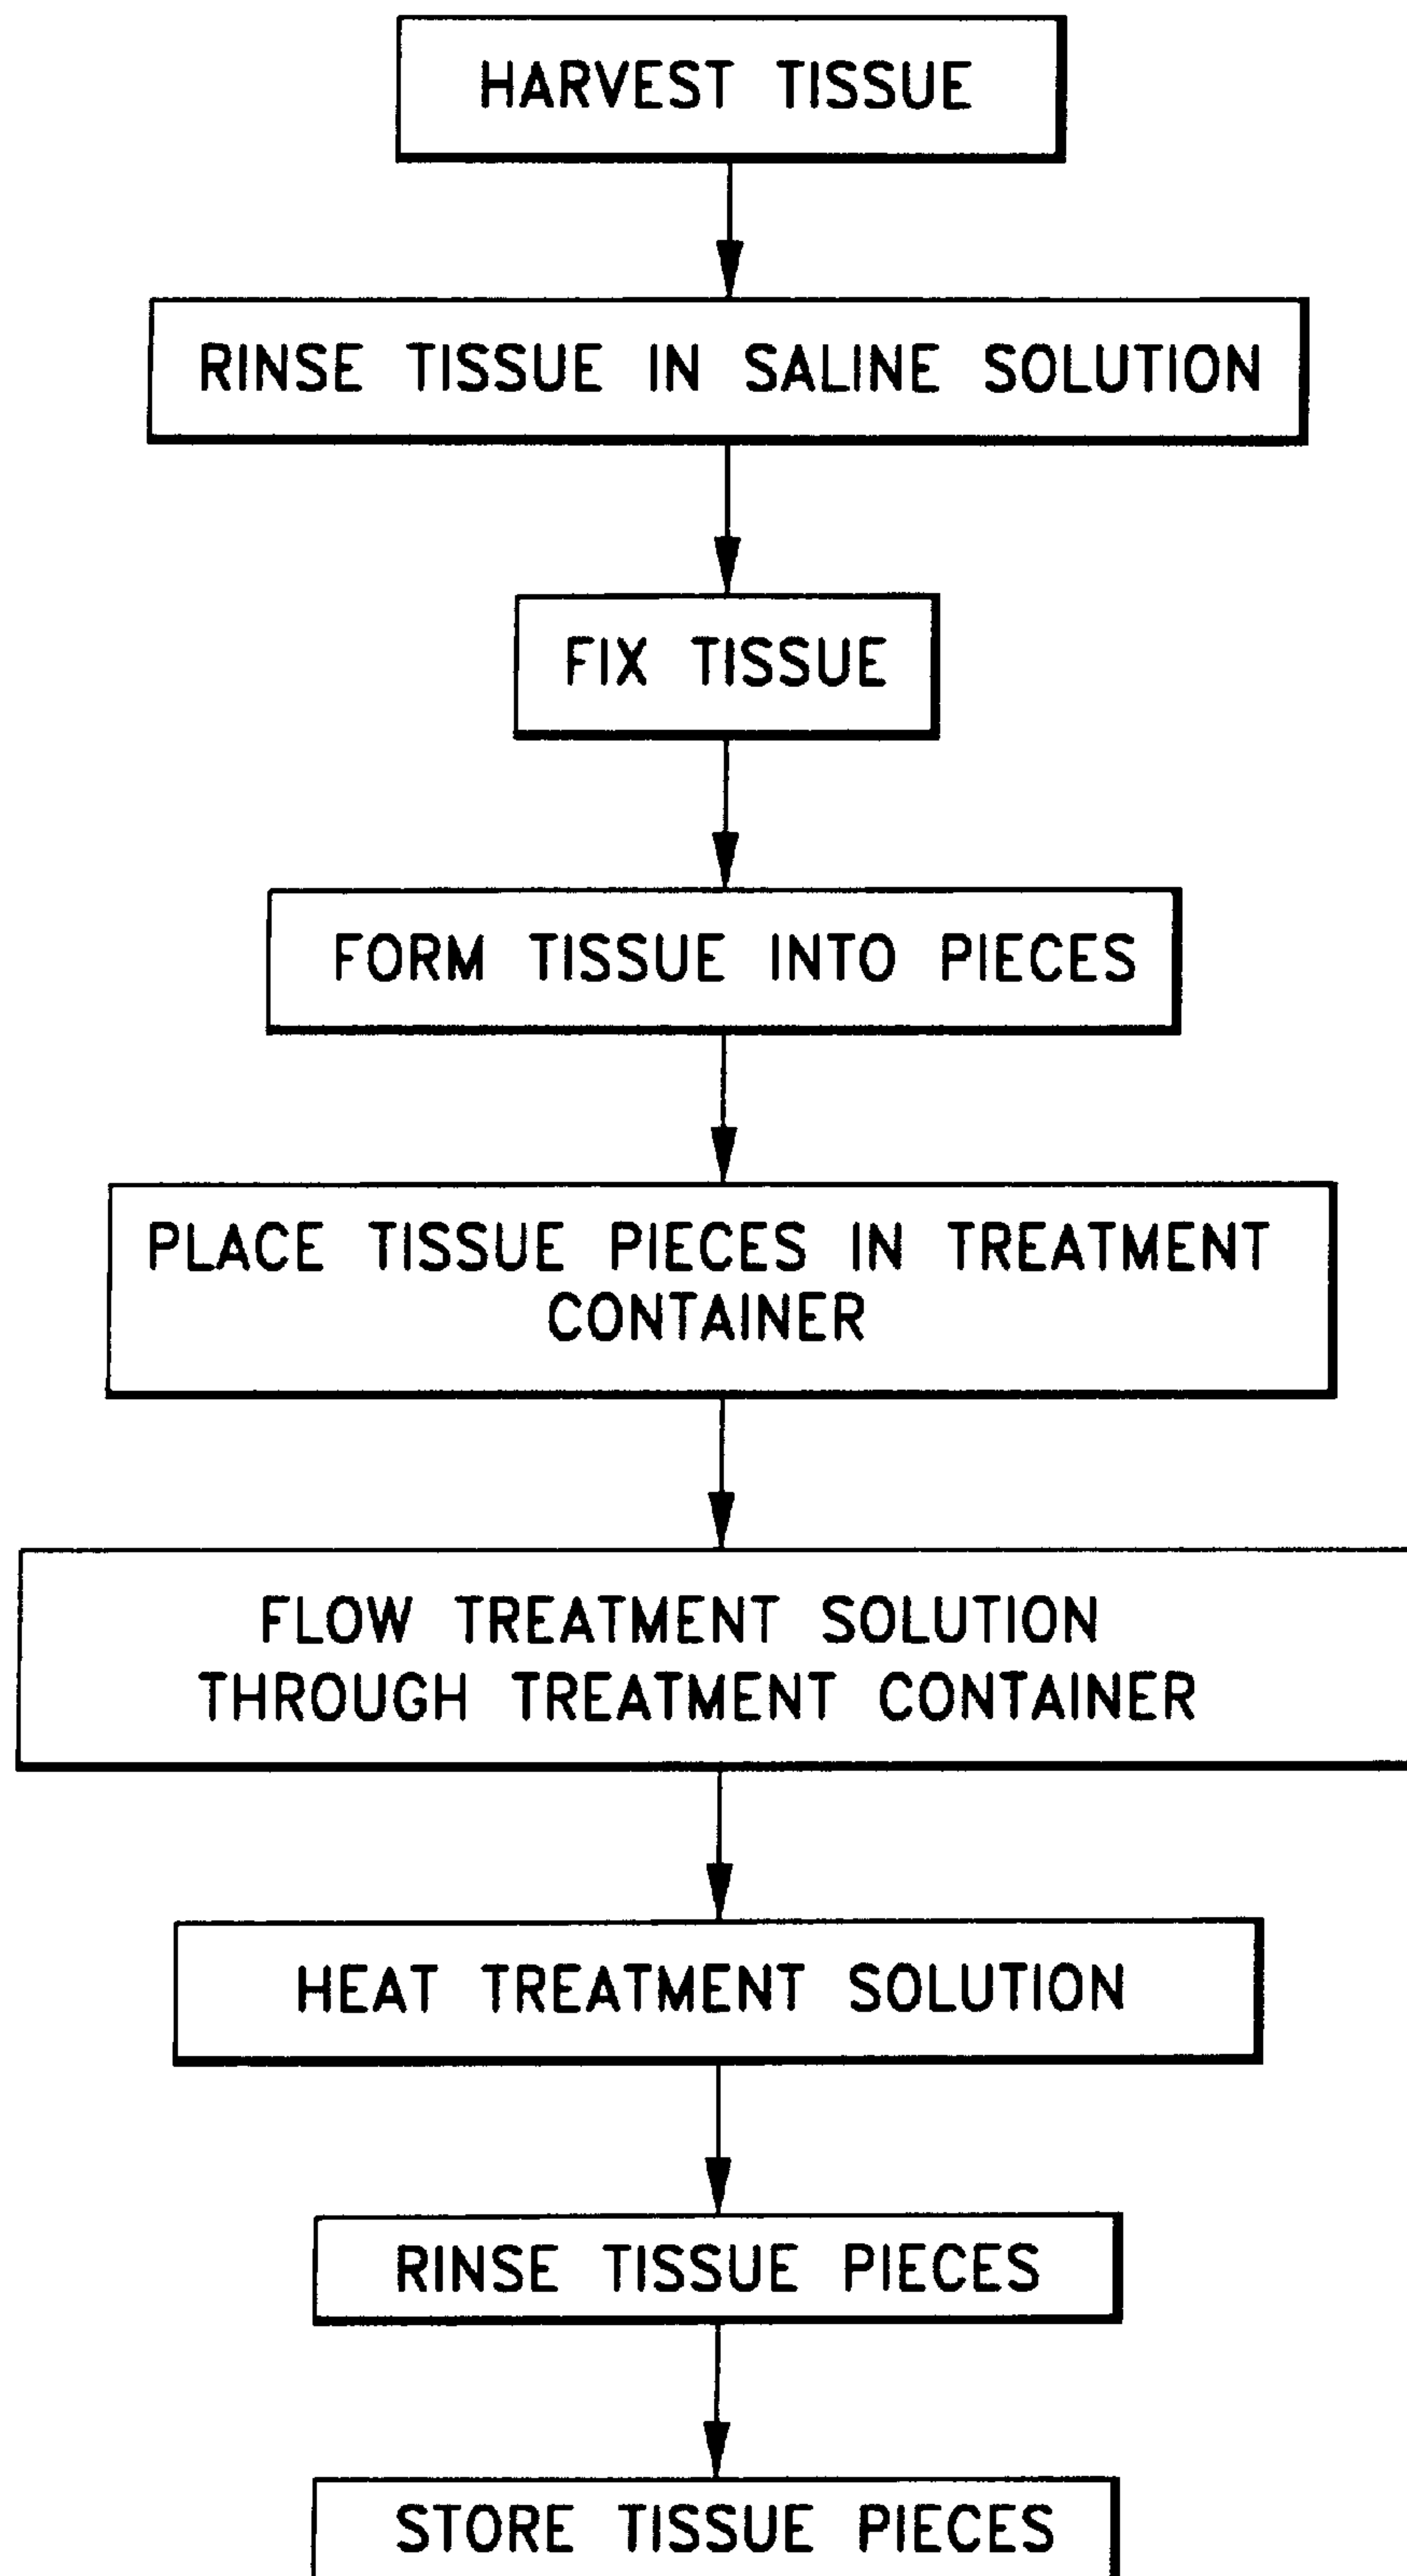 HARVEST TISSUE
RINSE TISSUE IN SALINE SOLUTION
FIX TISSUE
FORM TISSUE INTO PIECES
PLACE TISSUE PIECES IN TREATMENT
CONTAINER
FLOW TREATMENT SOLUTION
THROUGH TREATMENT CONTAINER
HEAT TREATMENT SOLUTION
RINSE TISSUE PIECES
STORE TISSUE PIECES